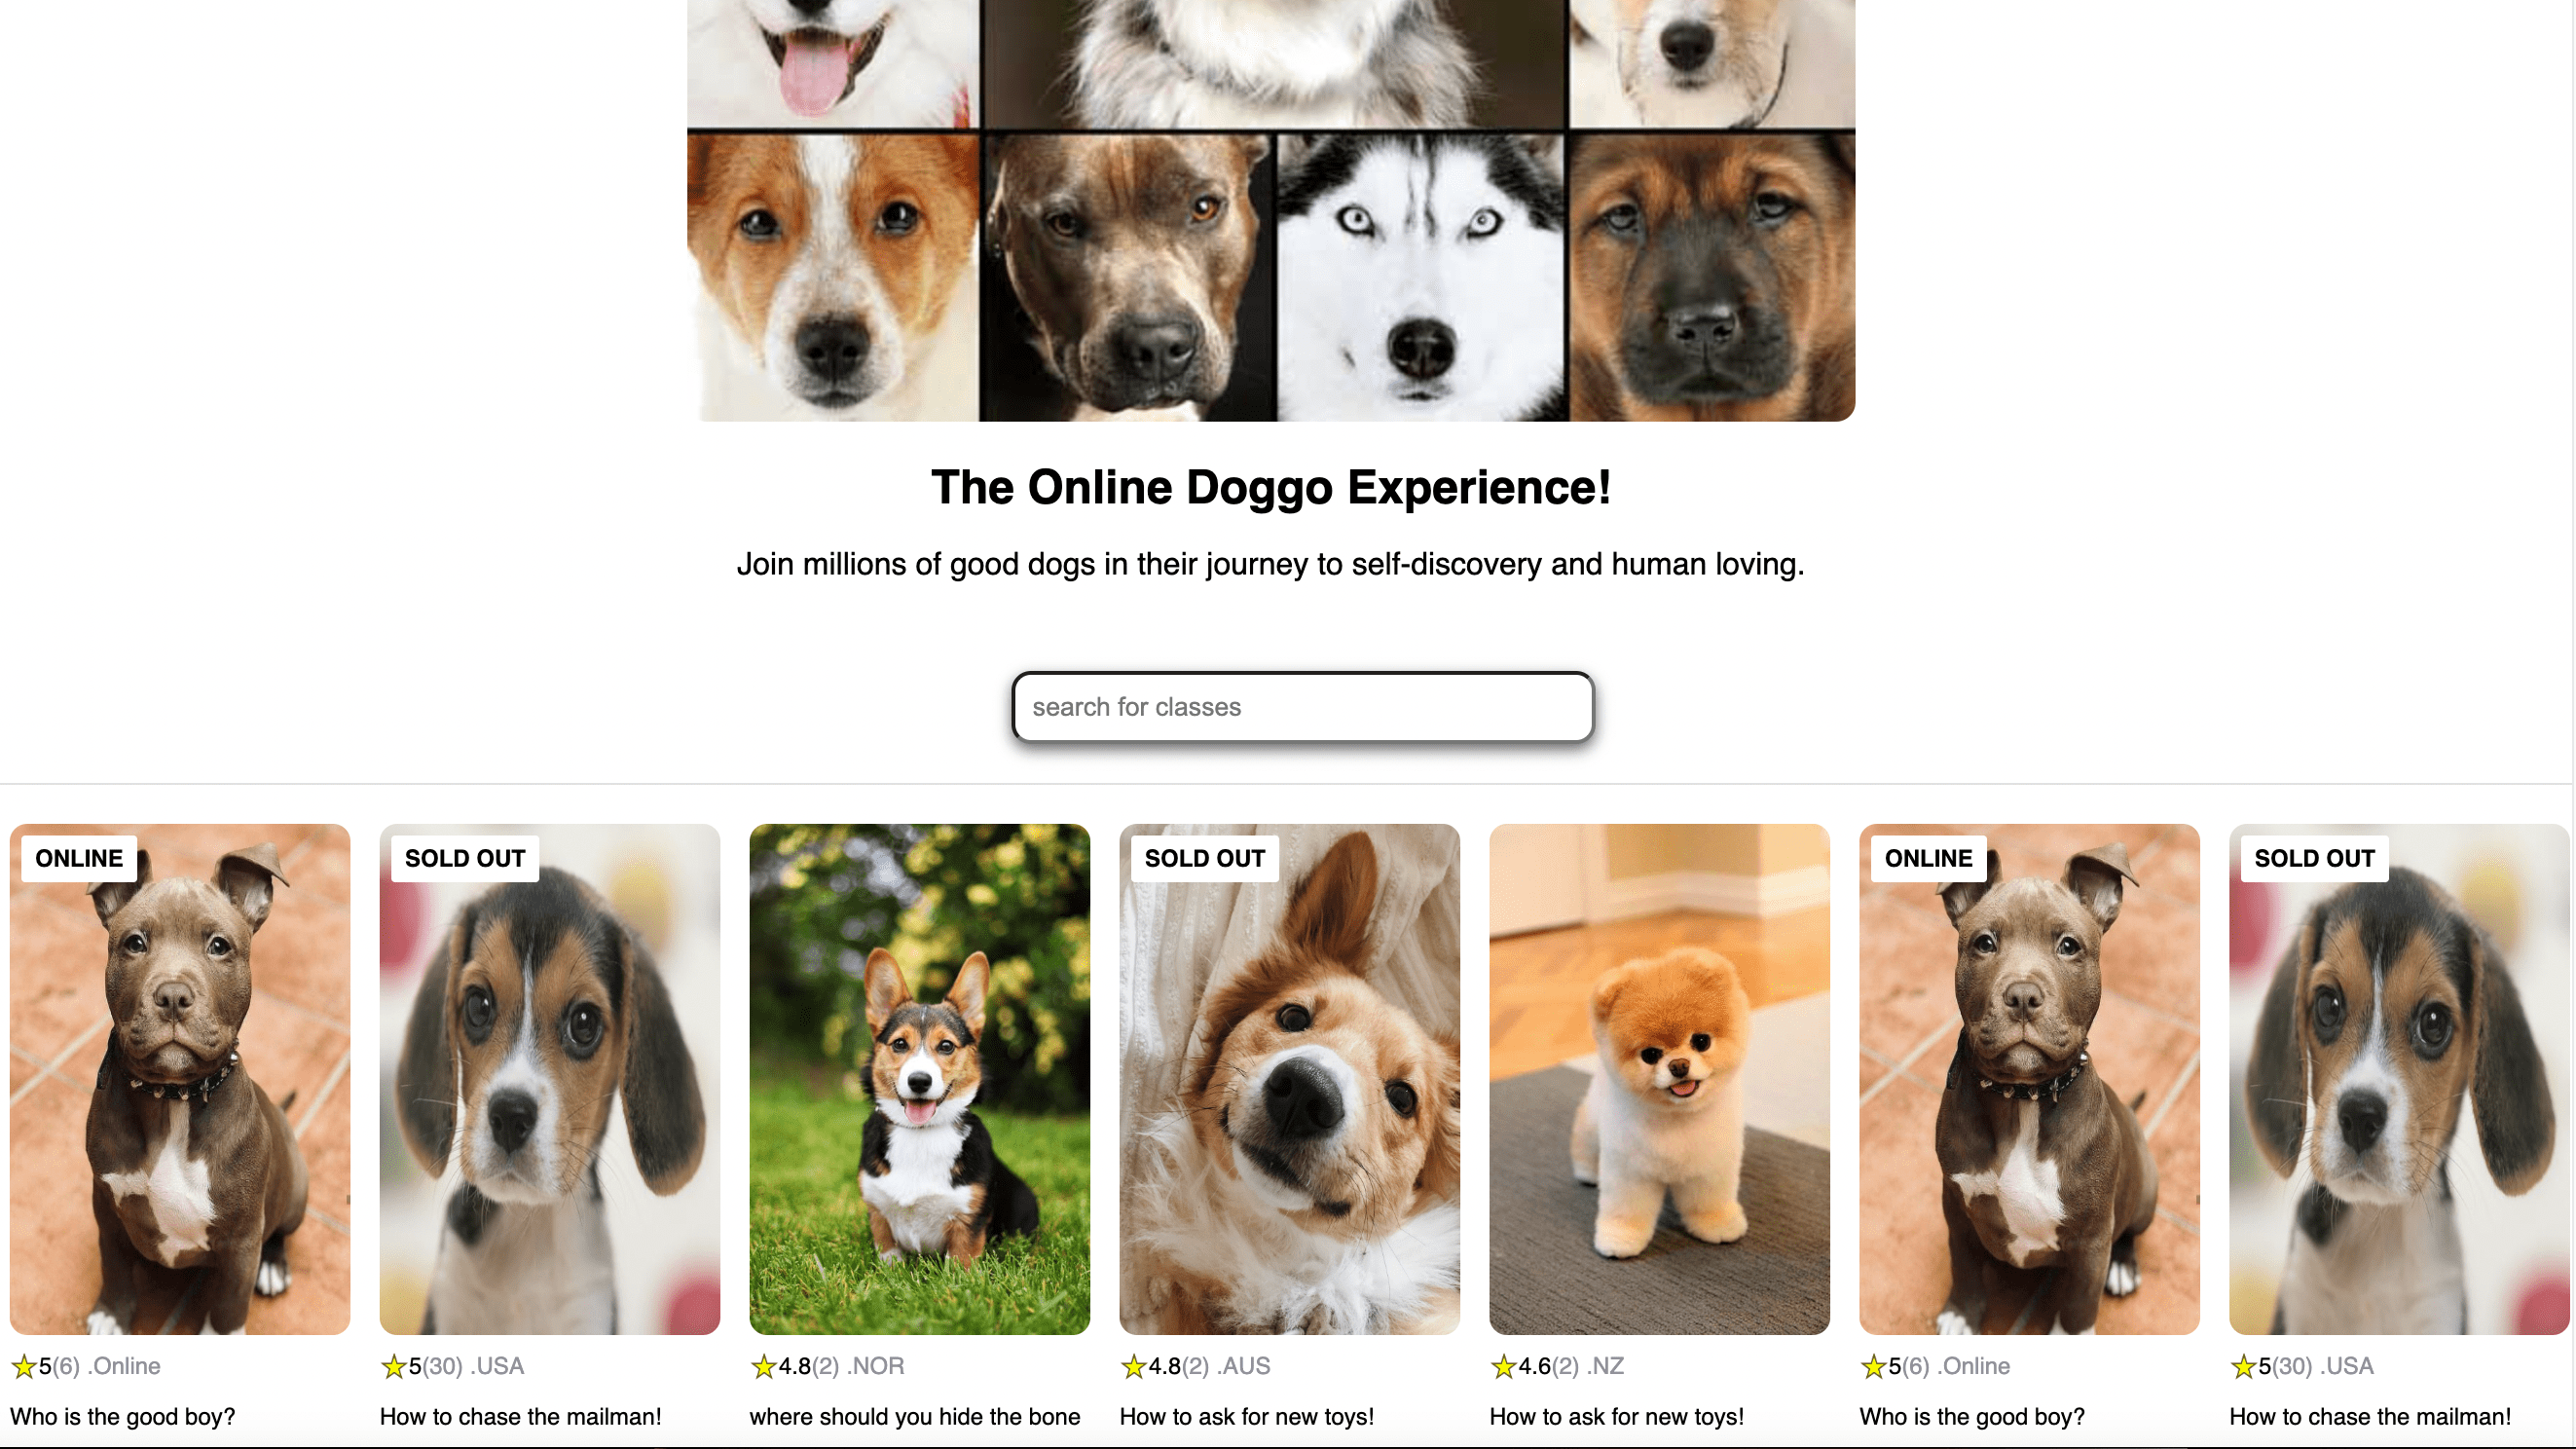 The Online Doggo Experience!
Join millions of good dogs in their journey to self-discovery and human loving.
search for classes
ONLINE
SOLD OUT
SOLD OUT
ONLINE
SOLD OUT
5(6) .Online
5(30) .USA
4.8(2) .NOR
4.8(2) .AUS
4.6(2) .NZ
5(6) .Online
5(30) .USA
Who is the good boy?
How to chase the mailman!
where should you hide the bone
How to ask for new toys!
How to ask for new toys!
Who is the good boy?
How to chase the mailman!